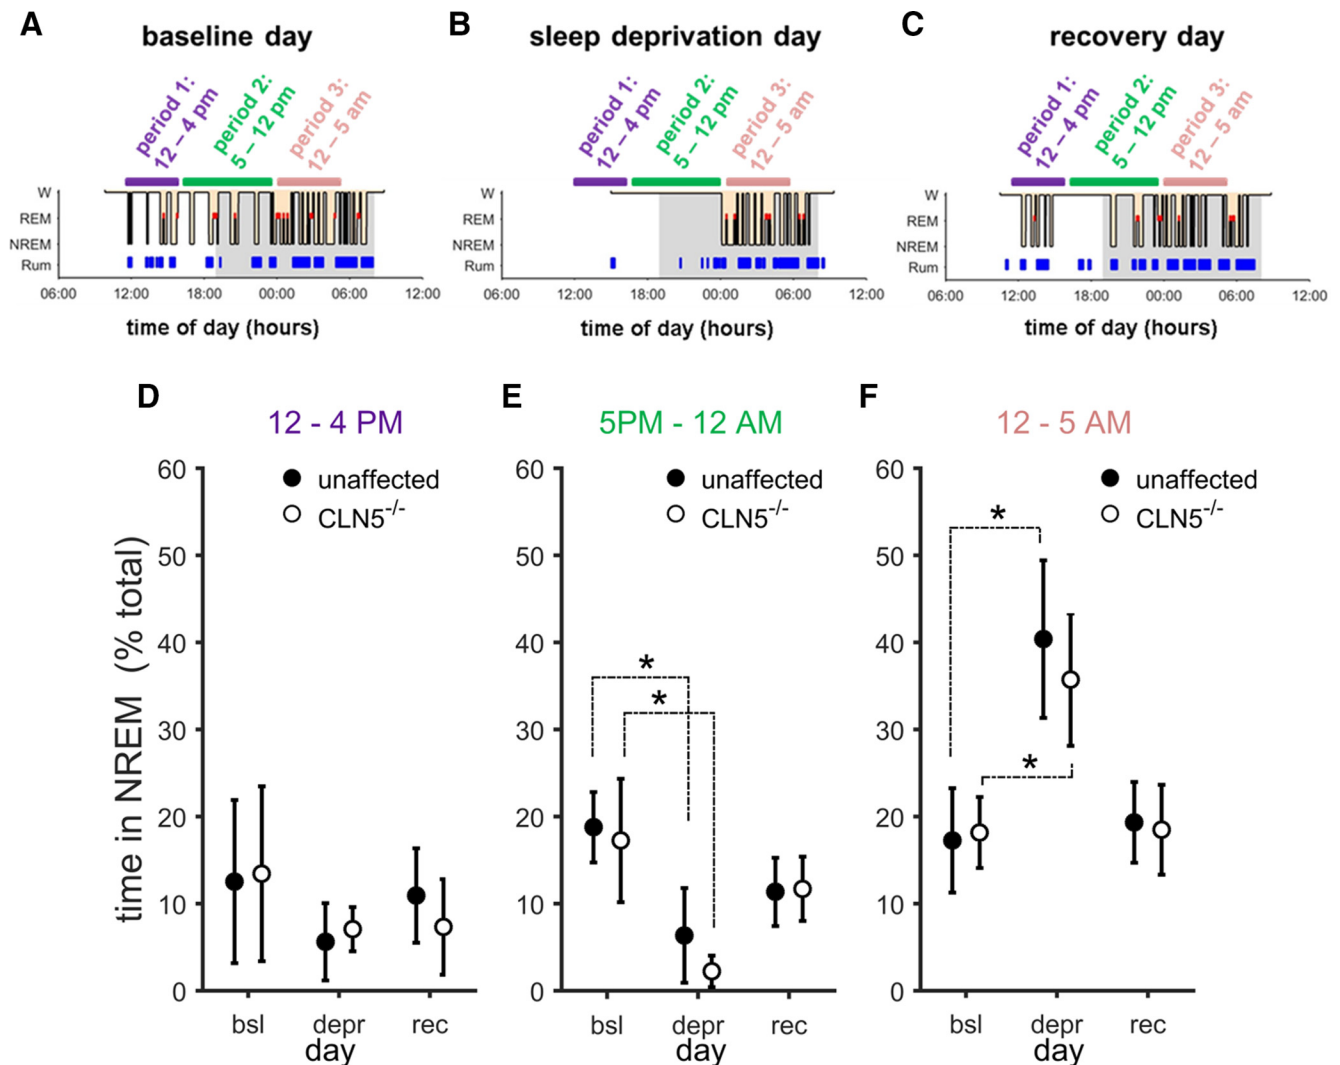 A
baseline day
period 1:
12 – 4 pm
period 2:
5 – 12 pm
period 3:
12 – 5 am
W
REM
NREM
Rum
06:00 12:00 18:00 00:00 06:00 12:00
time of day (hours)
B
sleep deprivation day
period 1:
12 – 4 pm
period 2:
5 – 12 pm
period 3:
12 – 5 am
W
REM
NREM
Rum
06:00 12:00 18:00 00:00 06:00 12:00
time of day (hours)
C
recovery day
period 1:
12 – 4 pm
period 2:
5 – 12 pm
period 3:
12 – 5 am
W
REM
NREM
Rum
06:00 12:00 18:00 00:00 06:00 12:00
time of day (hours)
D
12 - 4 PM
time in NREM (% total)
60
50
40
30
20
10
0
unaffected
CLN5-/-
bsl depr rec
day
E
5PM - 12 AM
60
50
40
30
20
10
0
unaffected
CLN5-/-
*
*
bsl depr rec
day
F
12 - 5 AM
60
50
40
30
20
10
0
unaffected
CLN5-/-
*
*
bsl depr rec
day